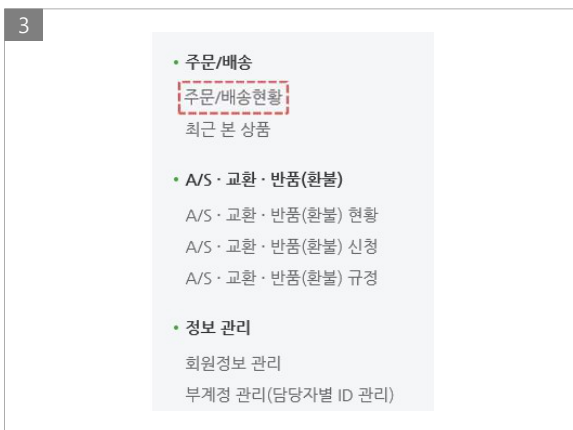 3
• 주문/배송
주문/배송현황
최근 본 상품
• A/S · 교환 · 반품(환불)
A/S · 교환 · 반품(환불) 현황
A/S · 교환 · 반품(환불) 신청
A/S · 교환 · 반품(환불) 규정
• 정보 관리
회원정보 관리
부계정 관리(담당자별 ID 관리)